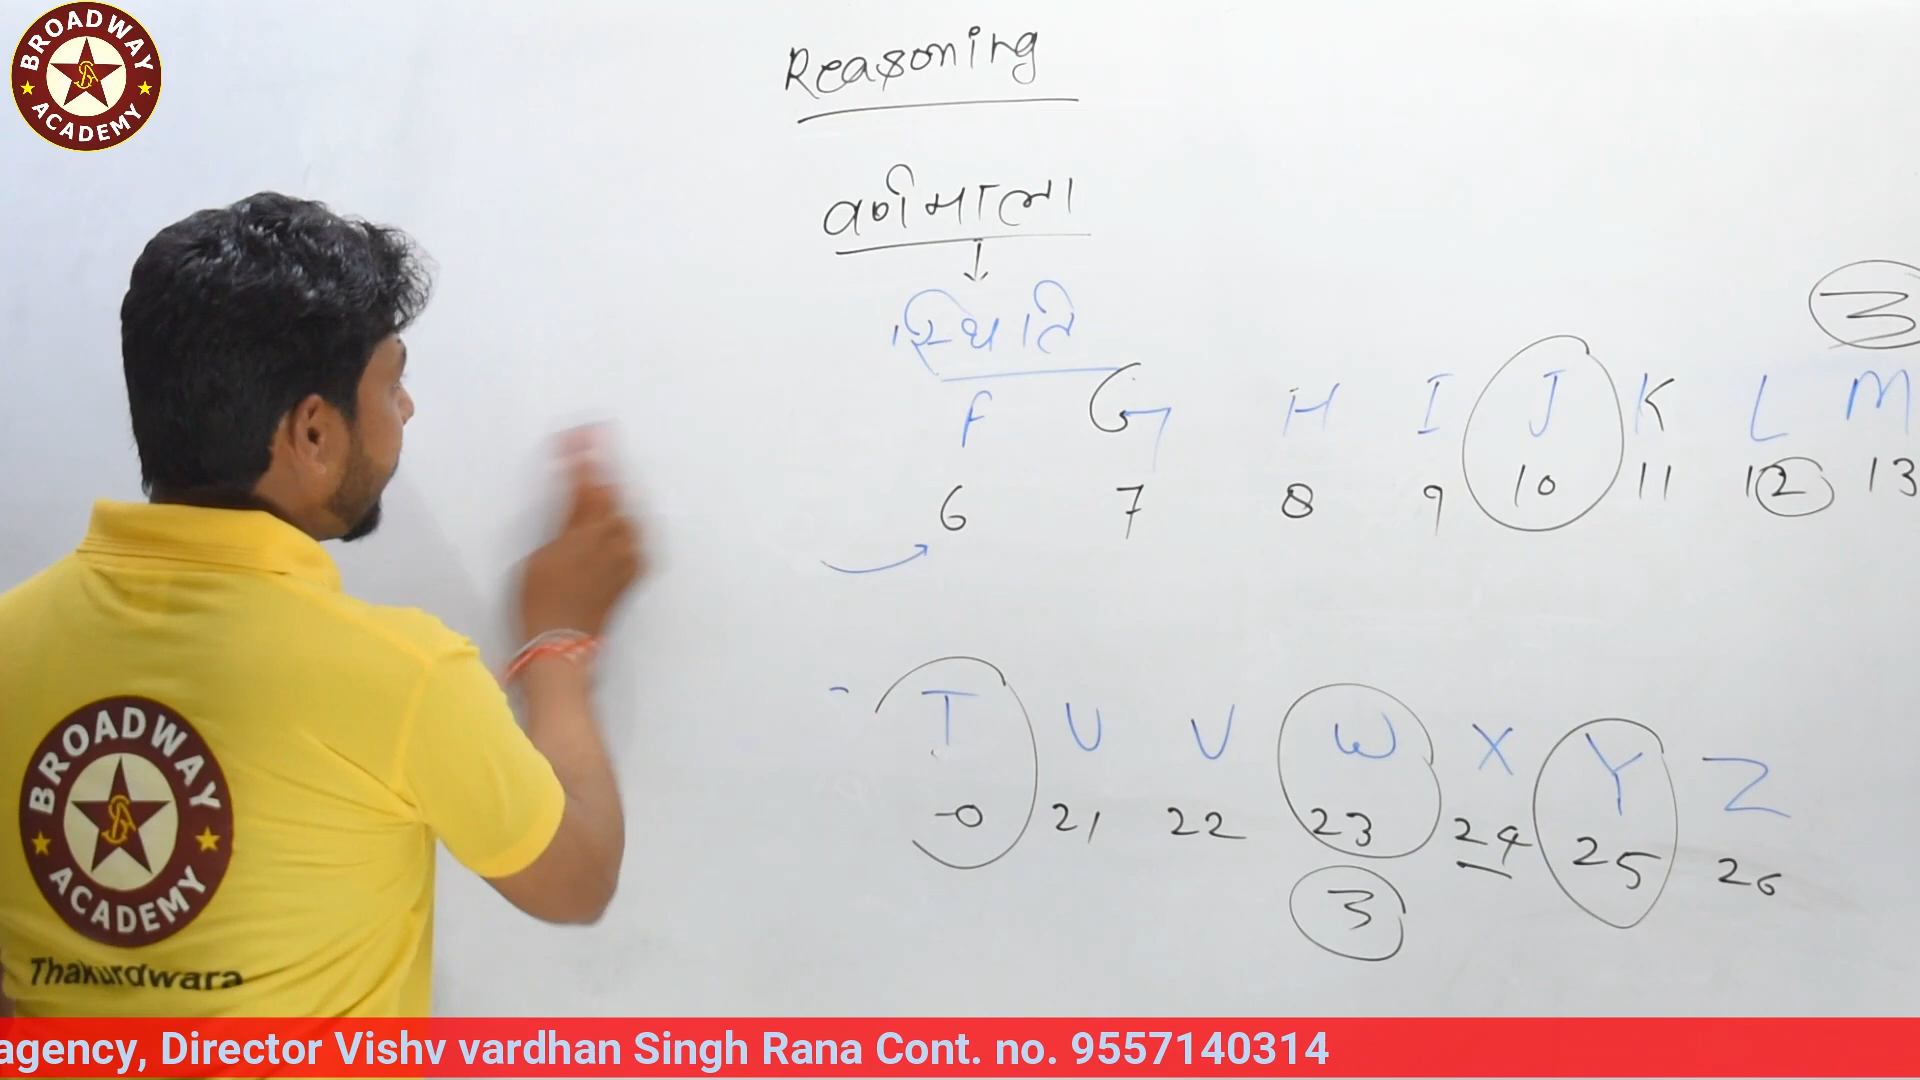 BROADWAY
ACADEMY
Reasoning
वर्णमाला
स्थिति
3
F G H I J K L M
6 7 8 9 10 11 12 13
T U V W X Y Z
-0 21 22 23 24 25 26
3
BROADWAY
ACADEMY
Thakurdwara
agency, Director Vishv vardhan Singh Rana Cont. no. 9557140314